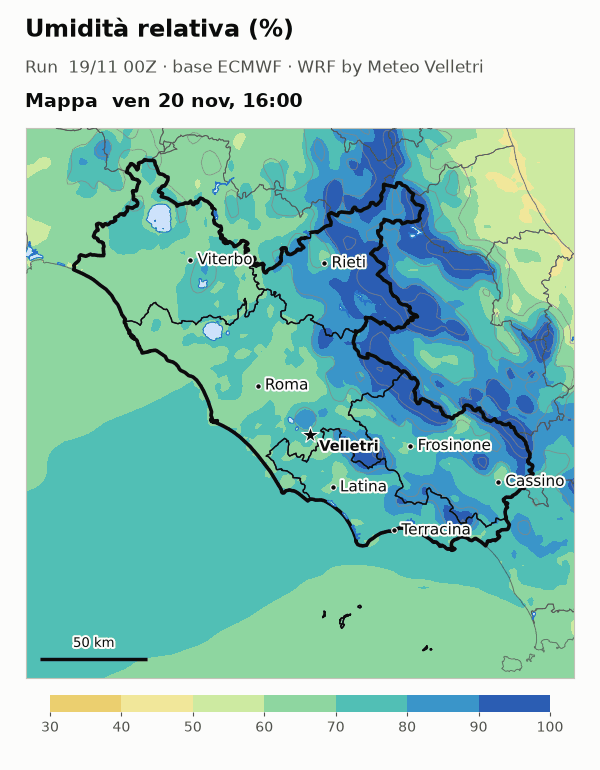 Umidità relativa (%)
Run  19/11 00Z · base ECMWF · WRF by Meteo Velletri
Mappa  ven 20 nov, 16:00
Viterbo
Rieti
Roma
Velletri
Frosinone
Latina
Cassino
Terracina
50 km
30 40 50 60 70 80 90 100